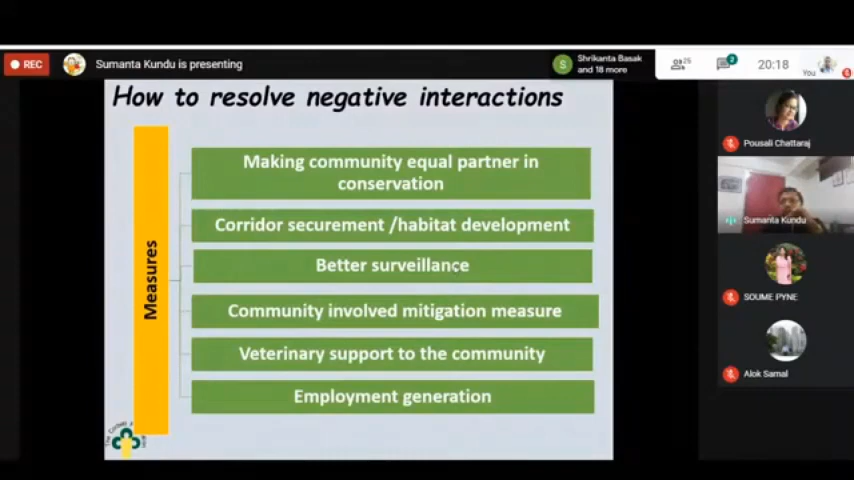 REC
Sumanta Kundu is presenting
S
Shrikanta Basak
and 18 more
25
2
20:18
You
How to resolve negative interactions
Measures
Making community equal partner in
conservation
Corridor securement /habitat development
Better surveillance
Community involved mitigation measure
Veterinary support to the community
Employment generation
Pousali Chattaraj
Sumanta Kundu
SOUME PYNE
Alok Samal